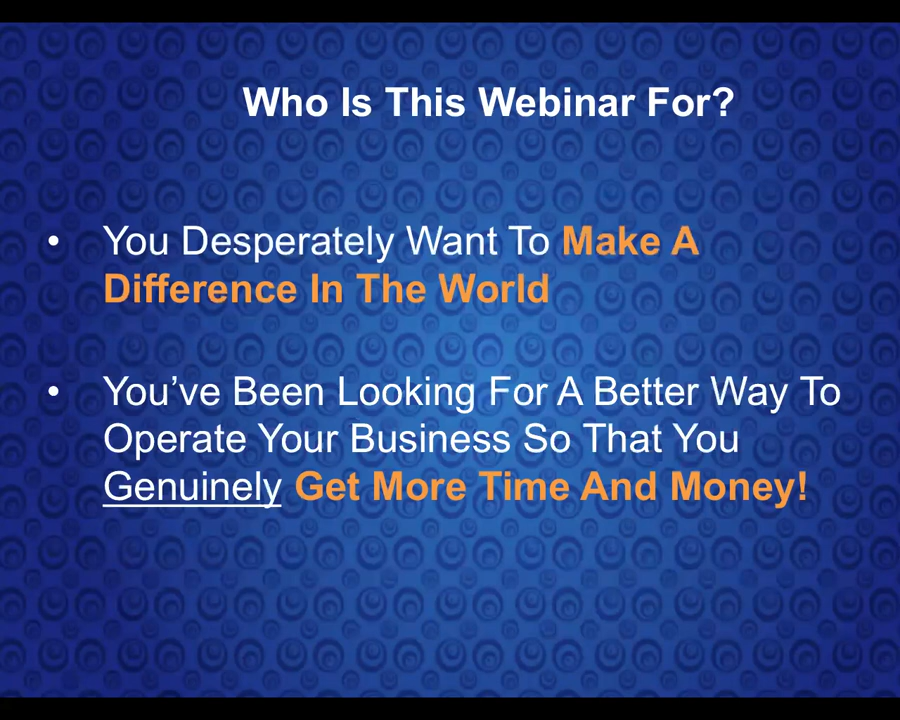 Who Is This Webinar For?
• You Desperately Want To Make A
Difference In The World
• You’ve Been Looking For A Better Way To
Operate Your Business So That You
Genuinely Get More Time And Money!